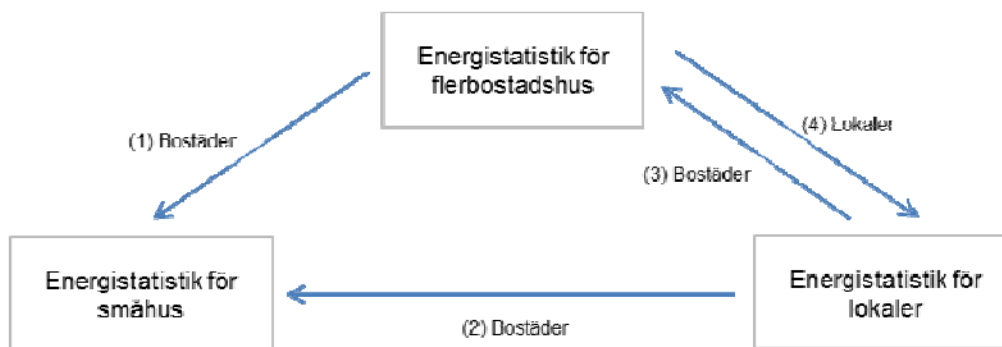 Energistatistik för
flerbostadshus
(1) Bostäder
(4) Lokaler
(3) Bostäder
Energistatistik för
småhus
Energistatistik för
lokaler
(2) Bostäder